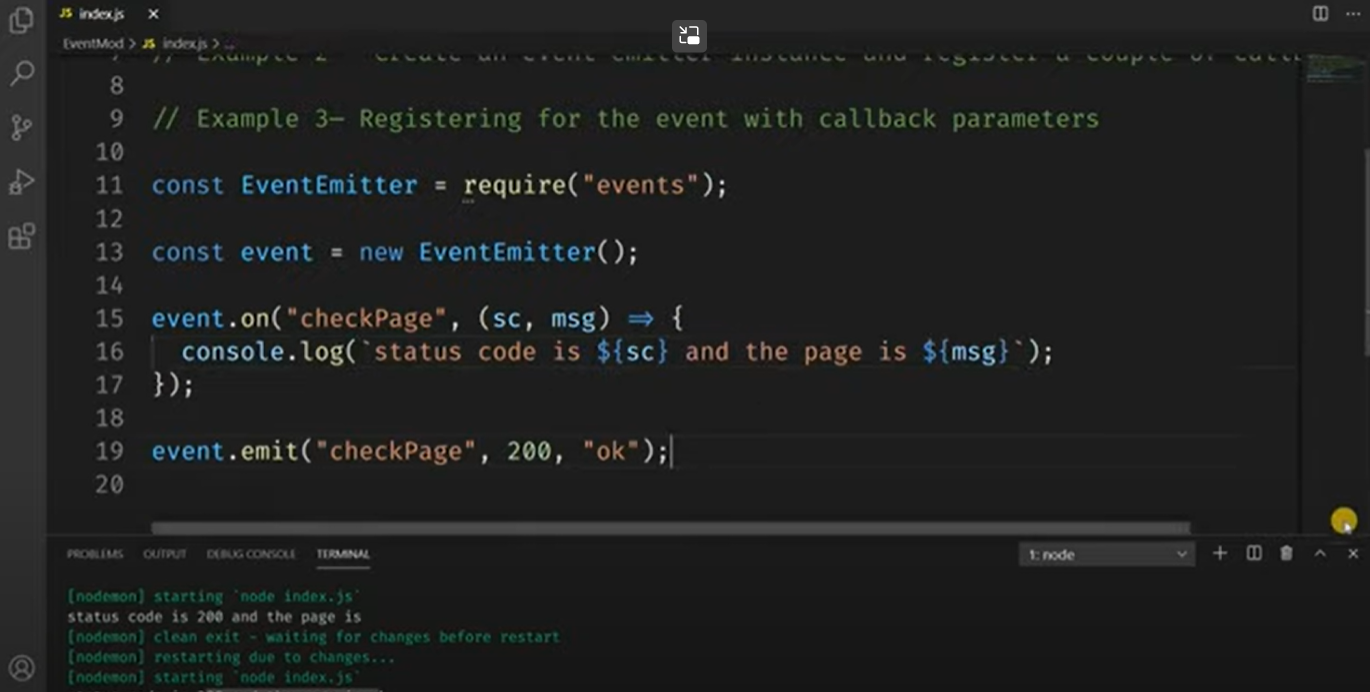 JS index.js
EventMod > JS index.js > ...
7 // Example 2 - Create an event emitter instance and register a couple of
8
9 // Example 3– Registering for the event with callback parameters
10
11 const EventEmitter = require("events");
12
13 const event = new EventEmitter();
14
15 event.on("checkPage", (sc, msg) ⇒ {
16 console.log(`status code is ${sc} and the page is ${msg}`);
17 });
18
19 event.emit("checkPage", 200, "ok");
20
PROBLEMS OUTPUT DEBUG CONSOLE TERMINAL 1: node
[nodemon] starting `node index.js`
status code is 200 and the page is
[nodemon] clean exit - waiting for changes before restart
[nodemon] restarting due to changes...
[nodemon] starting `node index.js`